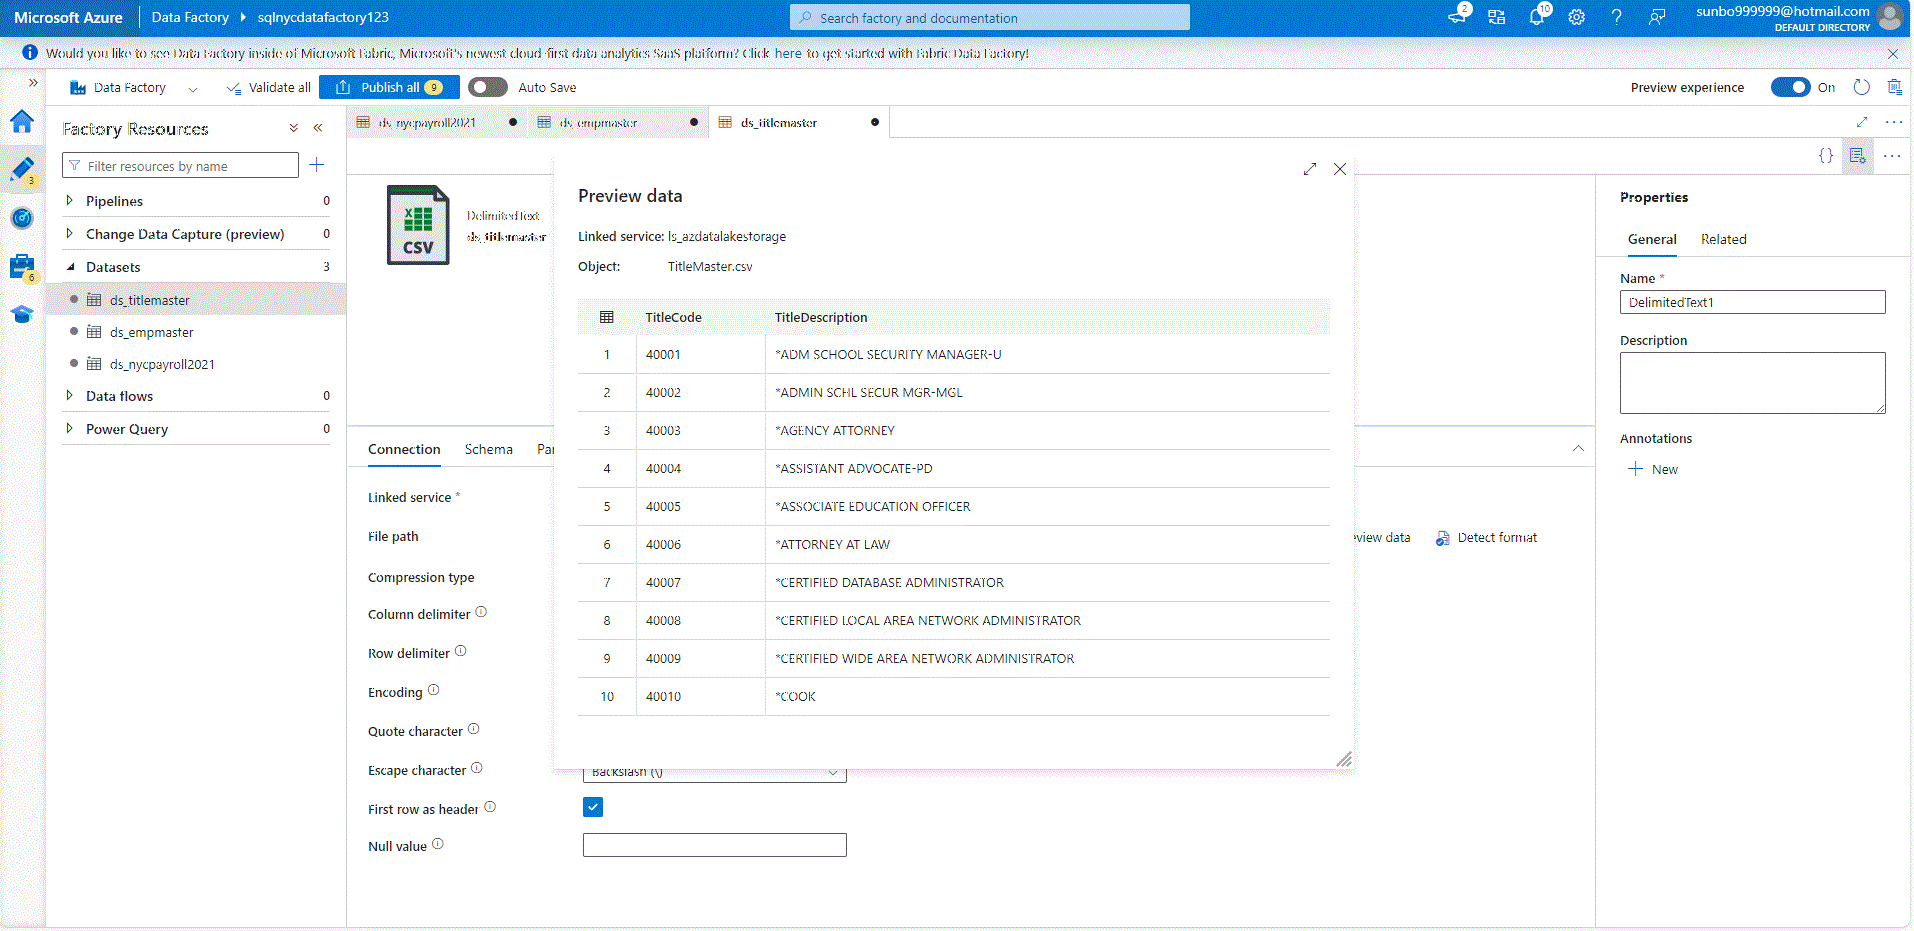 Microsoft Azure
Data Factory
sqlnycdatafactory123
Search factory and documentation
2
10
sunbo999999@hotmail.com
DEFAULT DIRECTORY
Would you like to see Data Factory inside of Microsoft Fabric, Microsoft's newest cloud-first data analytics SaaS platform? Click here to get started with Fabric Data Factory!
Data Factory
Validate all
Publish all 9
Auto Save
Preview experience
On
3
6
Factory Resources
Filter resources by name
Pipelines 0
Change Data Capture (preview) 0
Datasets 3
ds_titlemaster
ds_empmaster
ds_nycpayroll2021
Data flows 0
Power Query 0
ds_nycpayroll2021
ds_empmaster
ds_titlemaster
X
CSV
DelimitedText
ds_titlemaster
Connection
Schema
Par
Linked service *
File path
Compression type
Column delimiter
Row delimiter
Encoding
Quote character
Escape character
Backslash (\)
First row as header
Null value
eview data
Detect format
Preview data
Linked service: ls_azdatalakestorage
Object: TitleMaster.csv
TitleCode TitleDescription
1 40001 *ADM SCHOOL SECURITY MANAGER-U
2 40002 *ADMIN SCHL SECUR MGR-MGL
3 40003 *AGENCY ATTORNEY
4 40004 *ASSISTANT ADVOCATE-PD
5 40005 *ASSOCIATE EDUCATION OFFICER
6 40006 *ATTORNEY AT LAW
7 40007 *CERTIFIED DATABASE ADMINISTRATOR
8 40008 *CERTIFIED LOCAL AREA NETWORK ADMINISTRATOR
9 40009 *CERTIFIED WIDE AREA NETWORK ADMINISTRATOR
10 40010 *COOK
Properties
General
Related
Name *
DelimitedText1
Description
Annotations
New